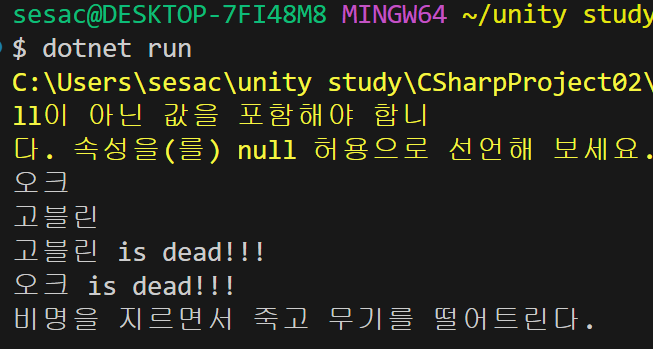 sesac@DESKTOP-7FI48M8 MINGW64 ~/unity study
$ dotnet run
C:\Users\sesac\unity study\CSharpProject02\
ll이 아닌 값을 포함해야 합니
다. 속성을(를) null 허용으로 선언해 보세요.
오크
고블린
고블린 is dead!!!
오크 is dead!!!
비명을 지르면서 죽고 무기를 떨어트린다.